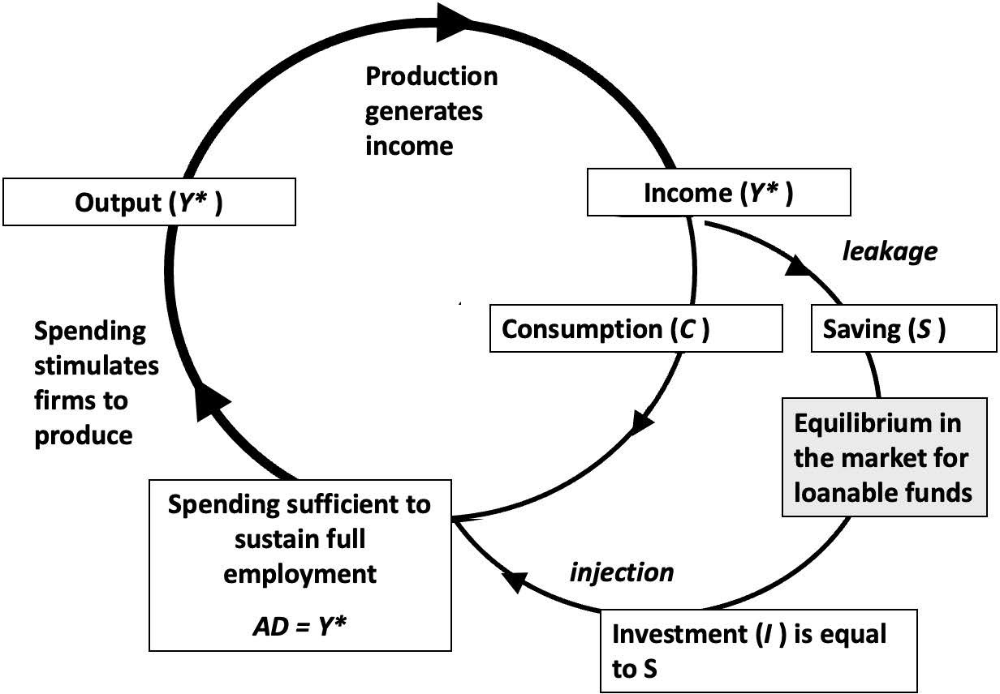 Production
generates
income
Output (Y* )
Income (Y* )
leakage
Consumption (C )
Saving (S )
Spending
stimulates
firms to
produce
Equilibrium in
the market for
loanable funds
Spending sufficient to
sustain full
employment
AD = Y*
injection
Investment (I ) is equal
to S